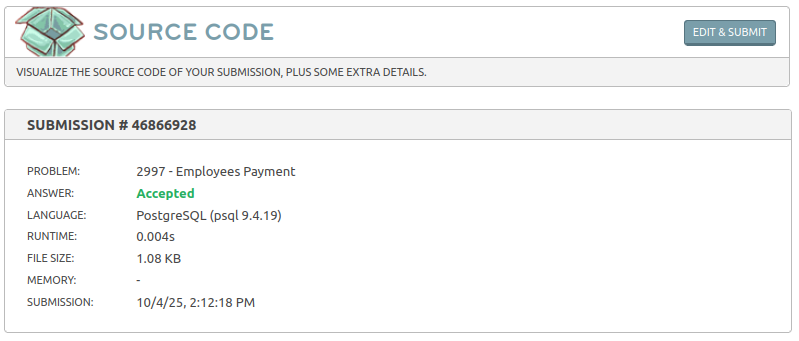 SOURCE CODE
EDIT & SUBMIT
VISUALIZE THE SOURCE CODE OF YOUR SUBMISSION, PLUS SOME EXTRA DETAILS.
SUBMISSION # 46866928
PROBLEM: 2997 - Employees Payment
ANSWER: Accepted
LANGUAGE: PostgreSQL (psql 9.4.19)
RUNTIME: 0.004s
FILE SIZE: 1.08 KB
MEMORY: -
SUBMISSION: 10/4/25, 2:12:18 PM